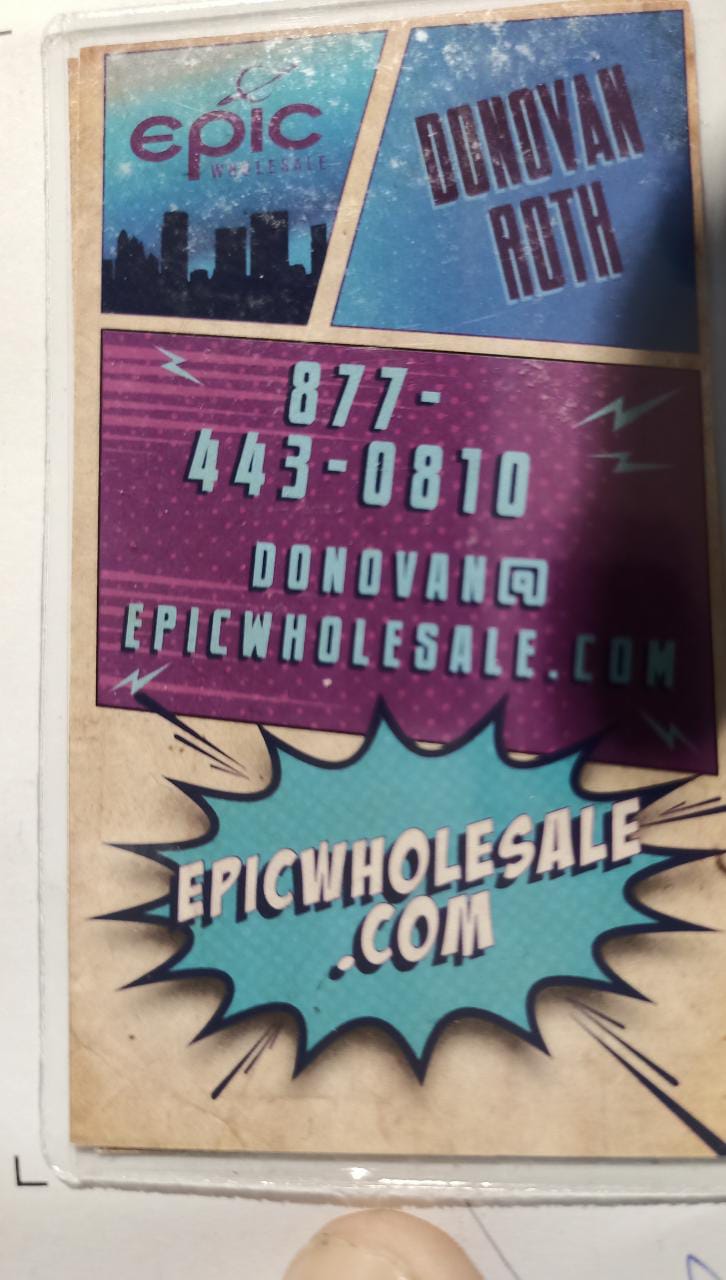 epic
WHOLESALE
DONOVAN
ROTH
877-
443-0810
DONOVAN@
EPICWHOLESALE.COM
EPICWHOLESALE
.COM